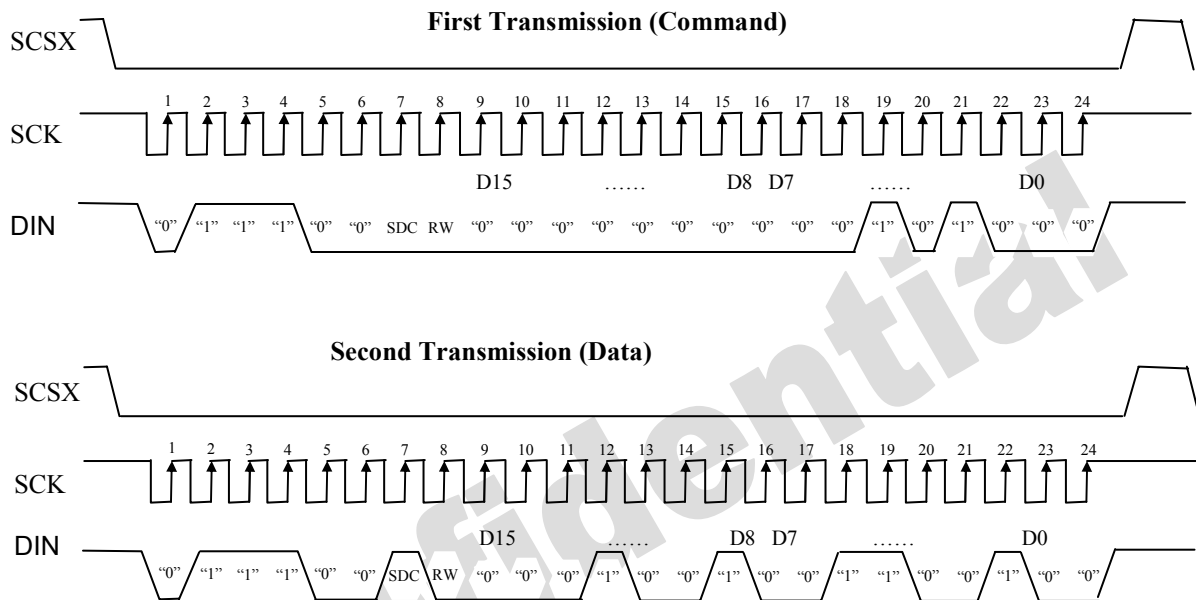 First Transmission (Command)
SCSX
1 2 3 4 5 6 7 8 9 10 11 12 13 14 15 16 17 18 19 20 21 22 23 24
SCK
D15 ...... D8 D7 ...... D0
DIN
“0” “1” “1” “1” “0” “0” SDC RW “0” “0” “0” “0” “0” “0” “0” “0” “0” “0” “1” “0” “1” “0” “0” “0”
Second Transmission (Data)
SCSX
1 2 3 4 5 6 7 8 9 10 11 12 13 14 15 16 17 18 19 20 21 22 23 24
SCK
D15 ...... D8 D7 ...... D0
DIN
“0” “1” “1” “1” “0” “0” SDC RW “0” “0” “0” “1” “0” “0” “1” “0” “0” “1” “1” “0” “0” “1” “0” “0”
fidential